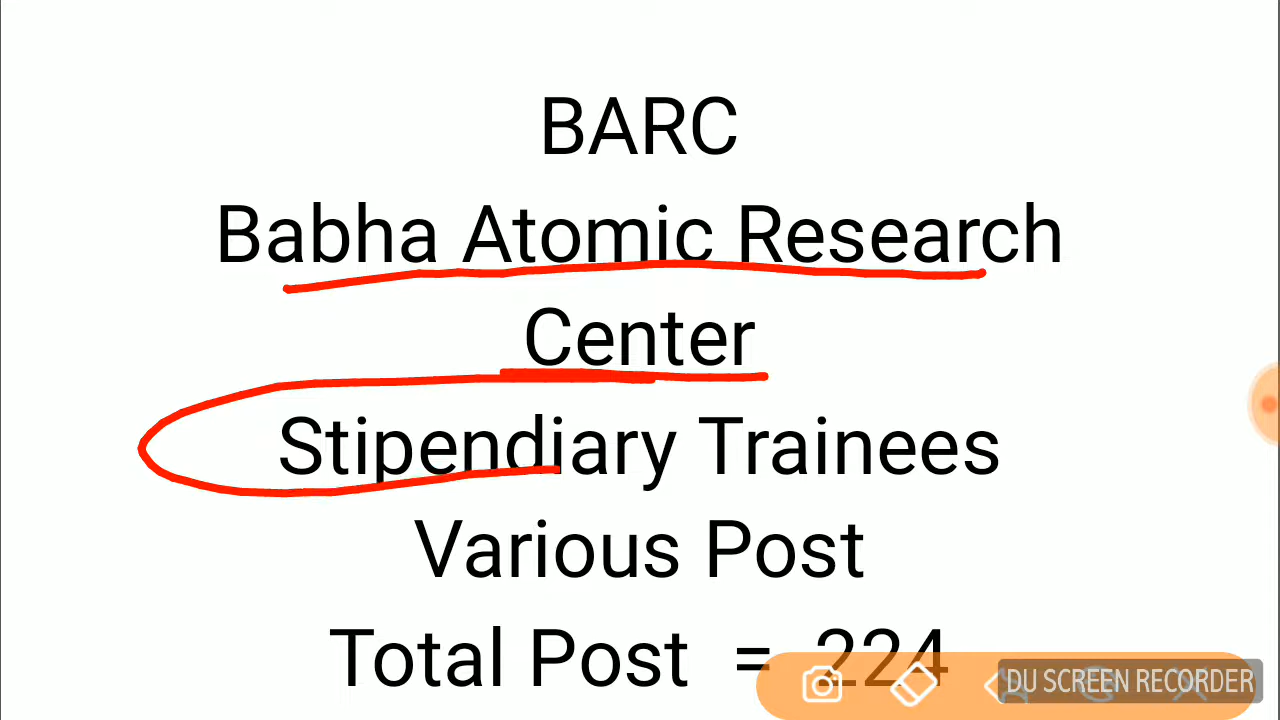 BARC
Babha Atomic Research
Center
Stipendiary Trainees
Various Post
Total Post = 224
DU SCREEN RECORDER